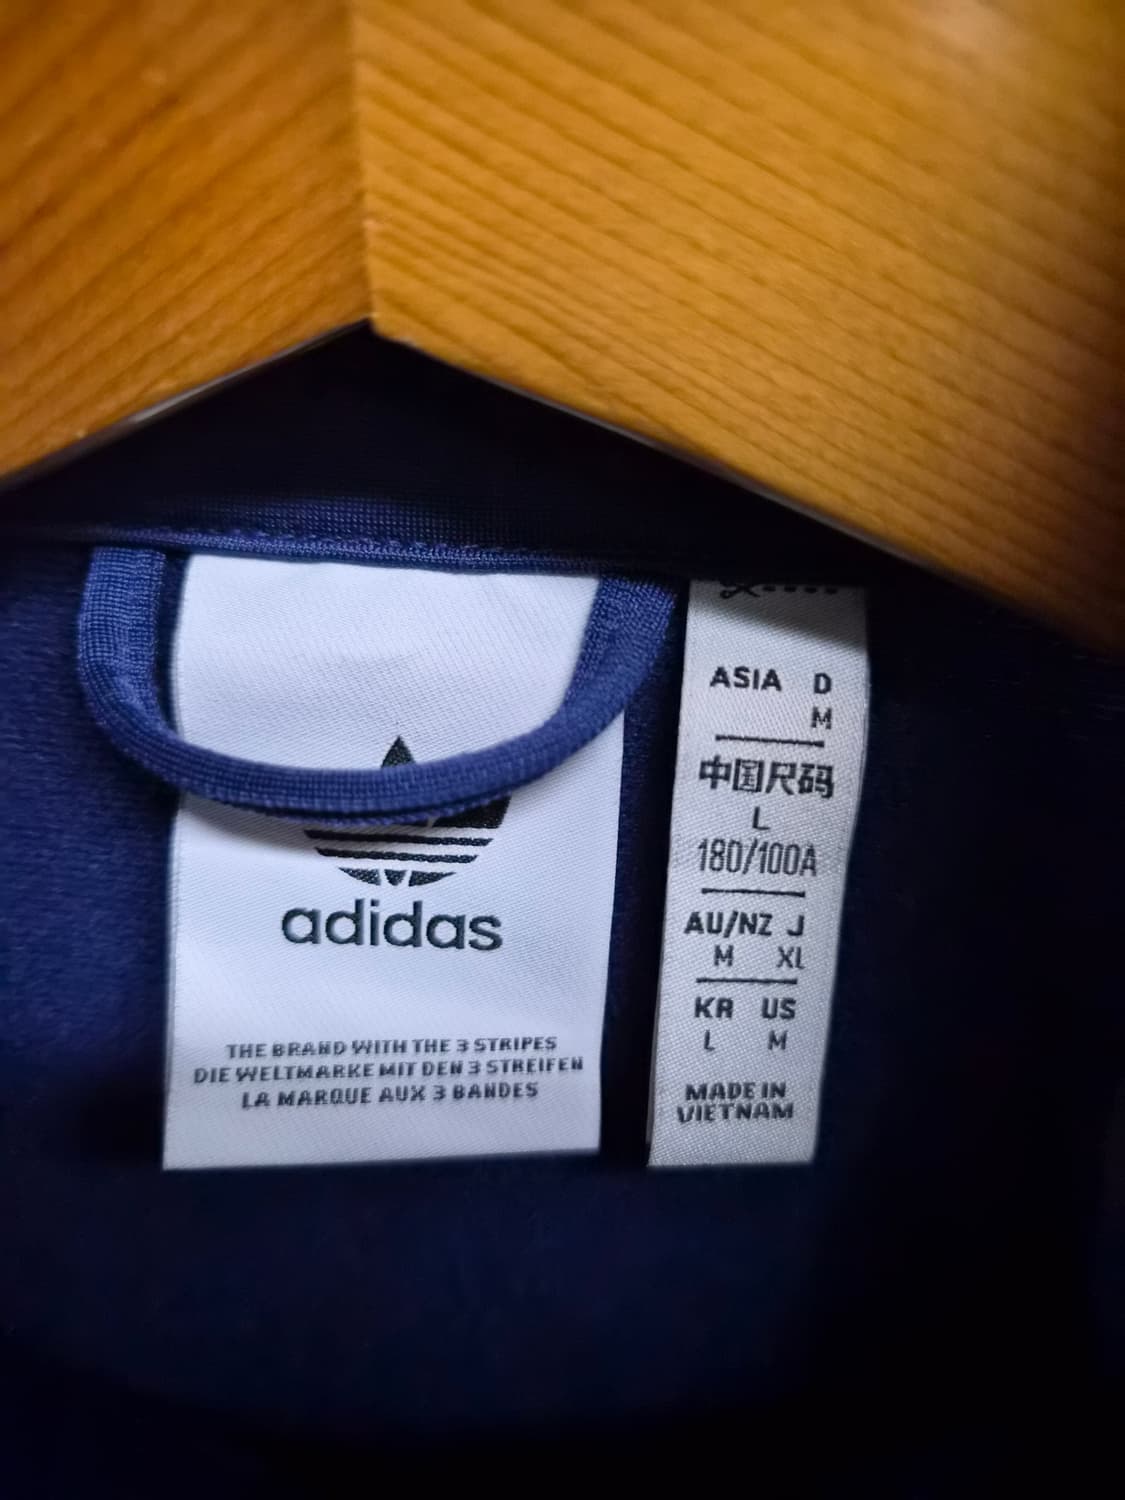 adidas
THE BRAND WITH THE 3 STRIPES
DIE WELTMARKE MIT DEN 3 STREIFEN
LA MARQUE AUX 3 BANDES
ASIA D
M
中国尺码
L
180/100A
AU/NZ J
M XL
KR US
L M
MADE IN
VIETNAM